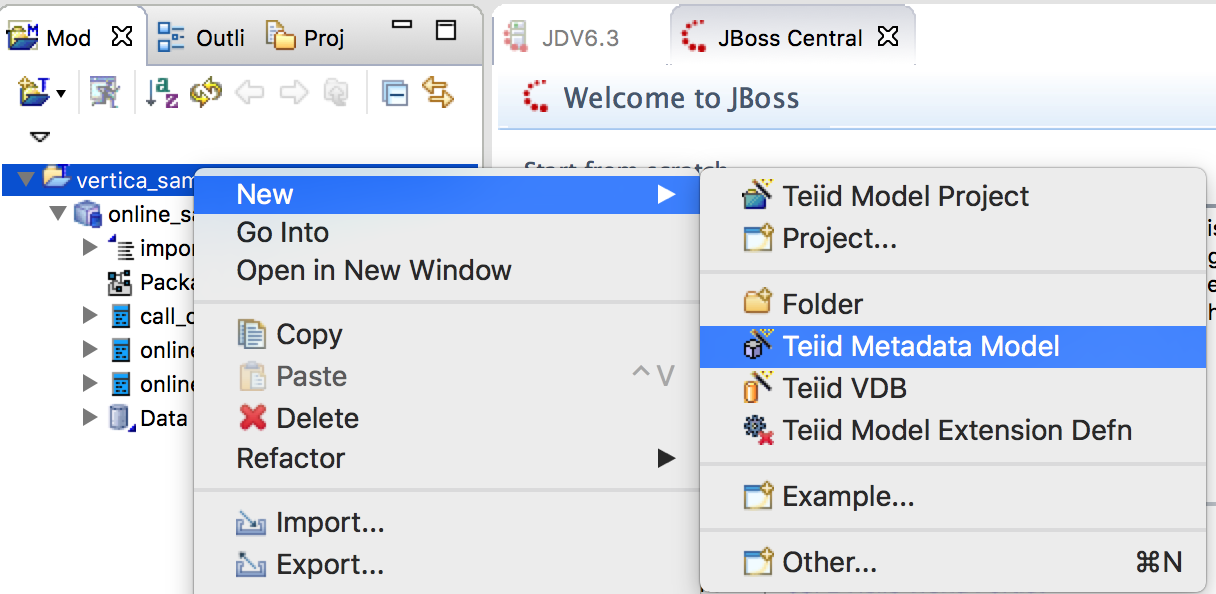 Mod Outli Proj
JDV6.3 JBoss Central
Welcome to JBoss
Start from scratch
vertica_sam
online_s
impor
Packa
call_
online
online
Data
New
Go Into
Open in New Window
Copy
Paste ^ V
Delete
Refactor
Import...
Export...
Teiid Model Project
Project...
Folder
Teiid Metadata Model
Teiid VDB
Teiid Model Extension Defn
Example...
Other... ⌘N